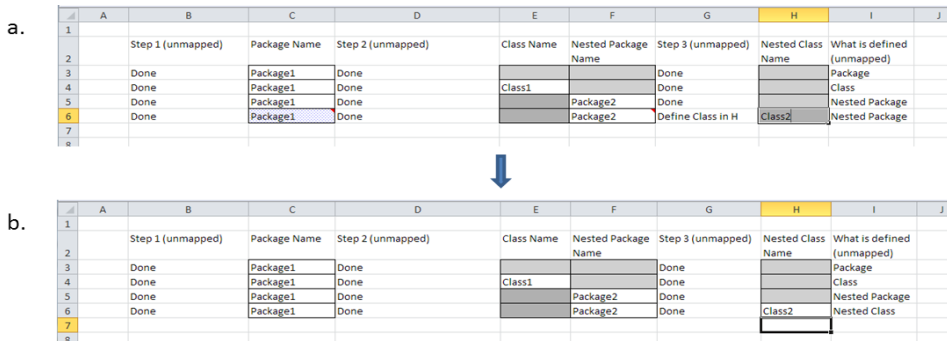 a.
A B C D E F G H I J
1
Step 1 (unmapped) Package Name Step 2 (unmapped) Class Name Nested Package Step 3 (unmapped) Nested Class What is defined
2 Name Name (unmapped)
3 Done Package1 Done Done Package
4 Done Package1 Done Class1 Done Class
5 Done Package1 Done Package2 Done Nested Package
6 Done Package1 Done Package2 Define Class in H Class2 Nested Package
7
8
b.
A B C D E F G H I J
1
Step 1 (unmapped) Package Name Step 2 (unmapped) Class Name Nested Package Step 3 (unmapped) Nested Class What is defined
2 Name Name (unmapped)
3 Done Package1 Done Done Package
4 Done Package1 Done Class1 Done Class
5 Done Package1 Done Package2 Done Nested Package
6 Done Package1 Done Package2 Done Class2 Nested Class
7
8